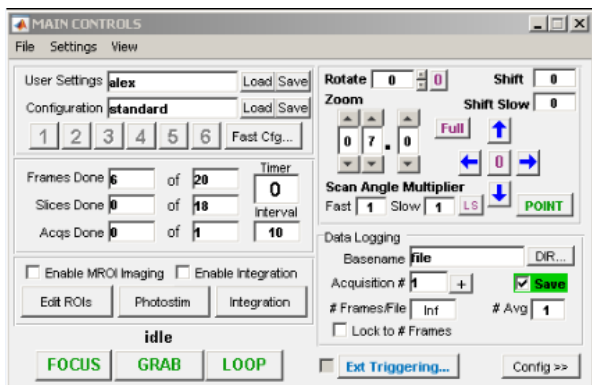 MAIN CONTROLS
File Settings View
User Settings alex Load Save
Configuration standard Load Save
1 2 3 4 5 6 Fast Cfg...
Frames Done 6 of 20
Slices Done 0 of 18
Acqs Done 0 of 1
Timer
0
Interval
10
Enable MROI Imaging Enable Integration
Edit ROIs Photostim Integration
idle
FOCUS GRAB LOOP
Rotate 0 0 Shift 0
Zoom Shift Slow 0
0 7 . 0 Full 0
Scan Angle Multiplier
Fast 1 Slow 1 LS POINT
Data Logging
Basename file DIR...
Acquisition # 1 + Save
# Frames/File Inf # Avg 1
Lock to # Frames
Ext Triggering... Config >>